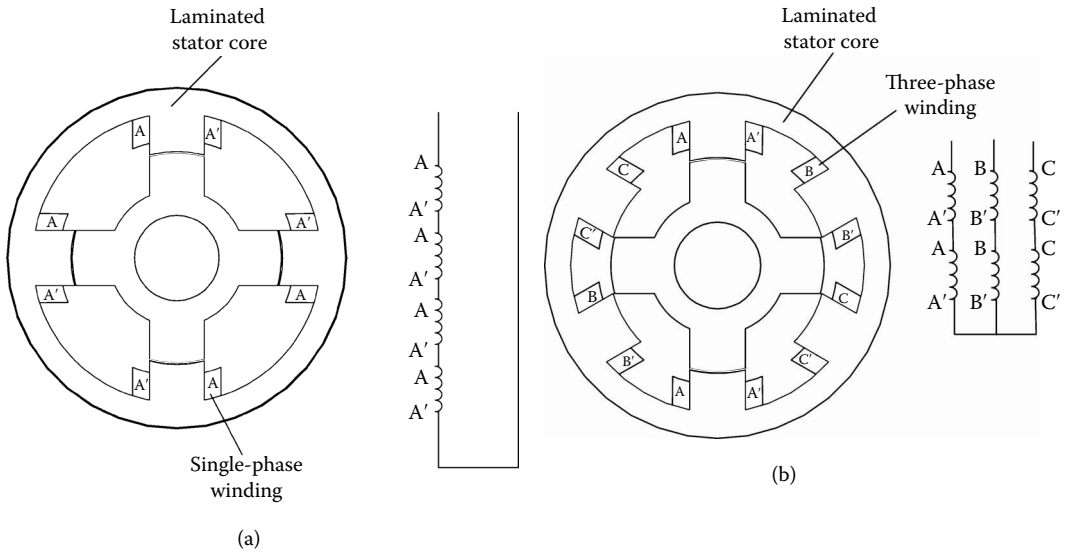 Laminated
stator core
A A′
A A′
A′ A
A′ A
Single-phase
winding
A
A′
A
A′
A
A′
A
A′
(a)
Laminated
stator core
Three-phase
winding
A A′
C B
C′ B′
B C
B′ C′
A A′
A B C
A′ B′ C′
A B C
A′ B′ C′
(b)